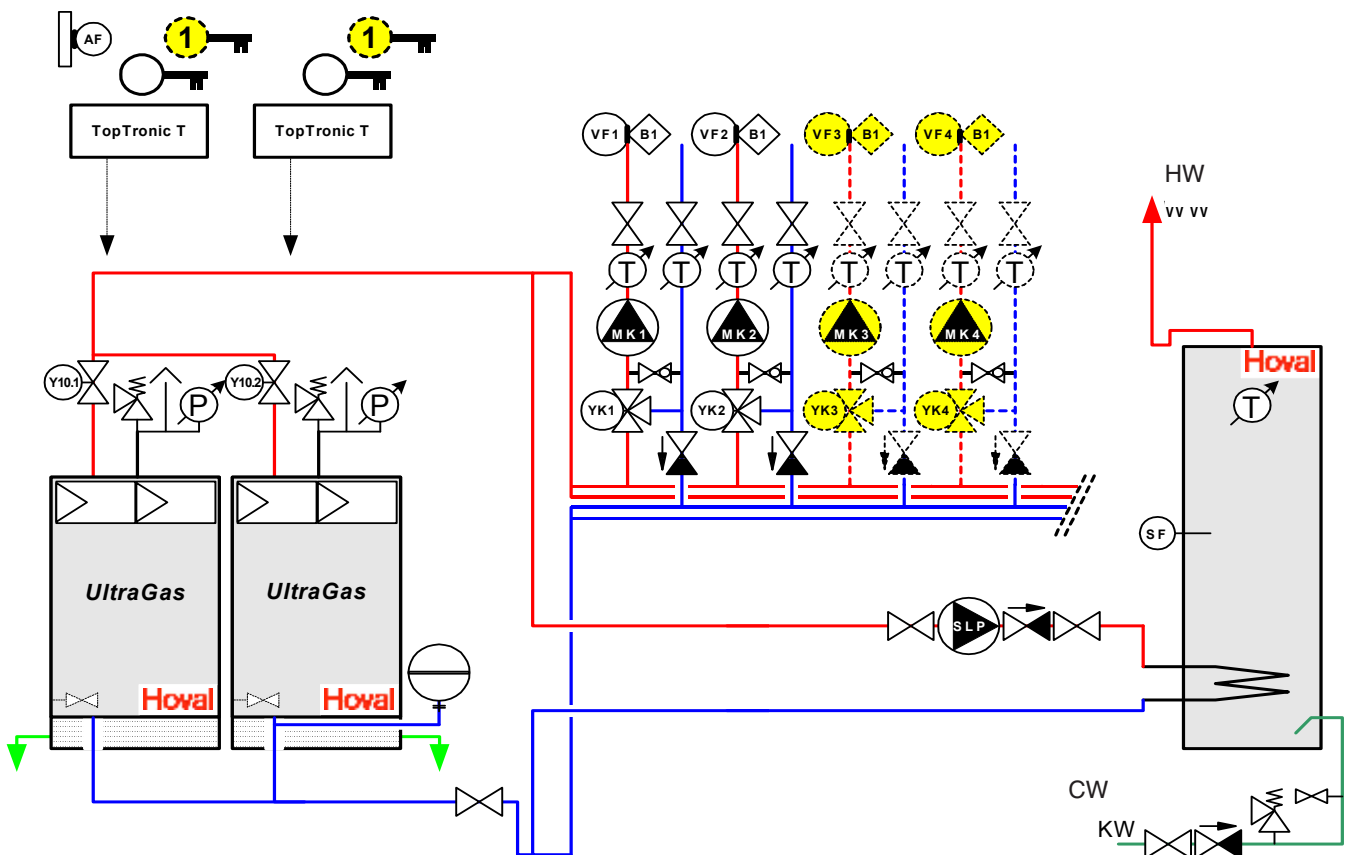 AF
1
1
TopTronic T
TopTronic T
VF1 B1 VF2 B1 VF3 B1 VF4 B1
HW
T T T T T T T T
MK1 MK2 MK3 MK4
Hoval
Y10.1 P Y10.2 P
T
YK1 YK2 YK3 YK4
SF
UltraGas UltraGas
SLP
Hoval Hoval
CW
KW